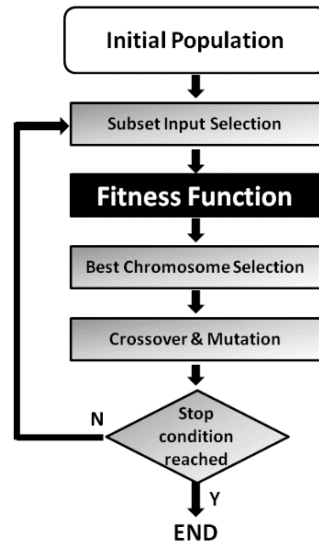 Initial Population
Subset Input Selection
Fitness Function
Best Chromosome Selection
Crossover & Mutation
Stop
condition
reached
N
Y
END